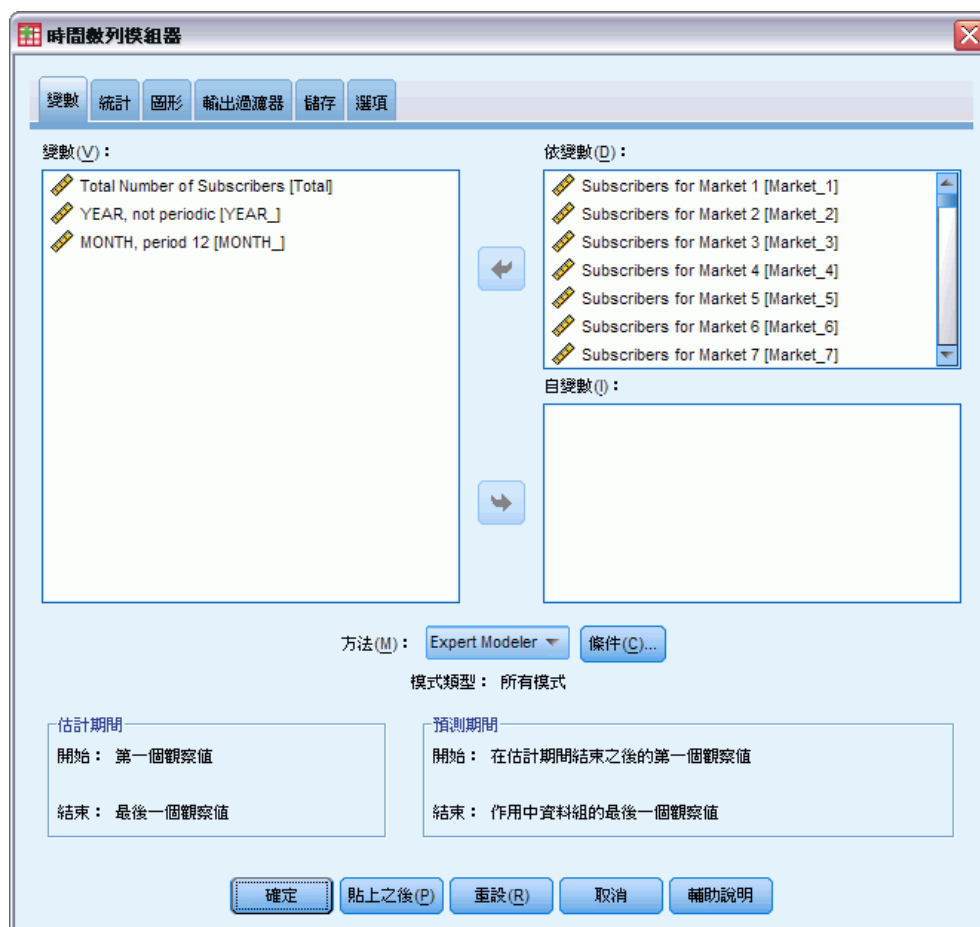 時間數列模組器
變數 統計 圖形 輸出過濾器 儲存 選項
變數(V)：
Total Number of Subscribers [Total]
YEAR, not periodic [YEAR_]
MONTH, period 12 [MONTH_]
依變數(D)：
Subscribers for Market 1 [Market_1]
Subscribers for Market 2 [Market_2]
Subscribers for Market 3 [Market_3]
Subscribers for Market 4 [Market_4]
Subscribers for Market 5 [Market_5]
Subscribers for Market 6 [Market_6]
Subscribers for Market 7 [Market_7]
自變數(I)：
方法(M)： Expert Modeler 條件(C)...
模式類型： 所有模式
估計期間
開始： 第一個觀察值
結束： 最後一個觀察值
預測期間
開始： 在估計期間結束之後的第一個觀察值
結束： 作用中資料組的最後一個觀察值
確定 貼上之後(P) 重設(R) 取消 輔助說明